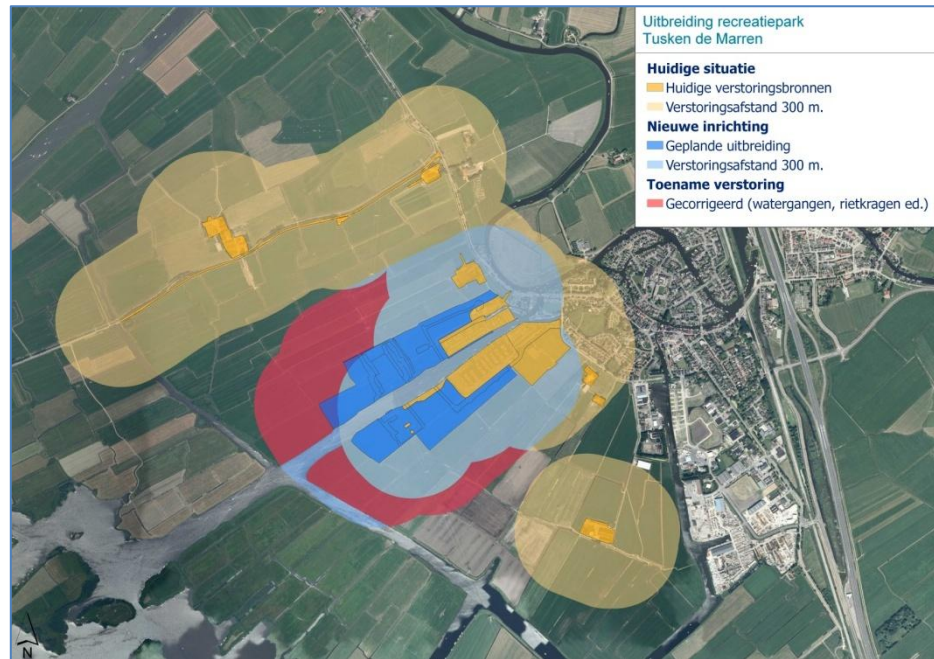 Uitbreiding recreatiepark
Tusken de Marren
Huidige situatie
Huidige verstoringsbronnen
Verstoringsafstand 300 m.
Nieuwe inrichting
Geplande uitbreiding
Verstoringsafstand 300 m.
Toename verstoring
Gecorrigeerd (watergangen, rietkragen ed.)
N